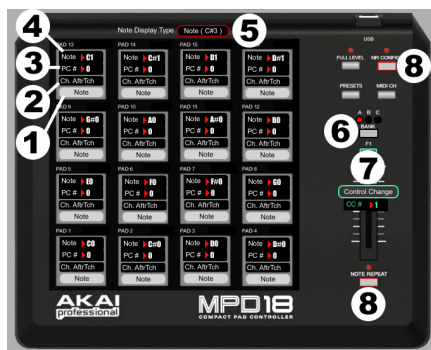 Note Display Type Note ( C#3 ) 5
USB
4 PAD 13 PAD 14 PAD 15
FULL LEVEL NR CONFIG 8
Note C1 Note C#1 Note D1 Note D#1
3 PC # 0 PC # 0 PC # 0 PC # 0
2 Ch. AftrTch Ch. AftrTch Ch. AftrTch Ch. AftrTch
Note Note Note Note
PRESETS MIDI CH
1 PAD 9 PAD 10 PAD 11 PAD 12
A B C
Note G#0 Note A0 Note A#0 Note B0
PC # 0 PC # 0 PC # 0 PC # 0
6 BANK
Ch. AftrTch Ch. AftrTch Ch. AftrTch Ch. AftrTch
Note Note Note Note
F1
7
PAD 5 PAD 6 PAD 7 PAD 8
Note E0 Note F0 Note F#0 Note G0
PC # 0 PC # 0 PC # 0 PC # 0
Ch. AftrTch Ch. AftrTch Ch. AftrTch Ch. AftrTch
Note Note Note Note
Control Change
CC # 1
PAD 1 PAD 2 PAD 3 PAD 4
Note C0 Note C#0 Note D0 Note D#0
PC # 0 PC # 0 PC # 0 PC # 0
Ch. AftrTch Ch. AftrTch Ch. AftrTch Ch. AftrTch
Note Note Note Note
NOTE REPEAT
8
AKAI
professional
MPD18
COMPACT PAD CONTROLLER